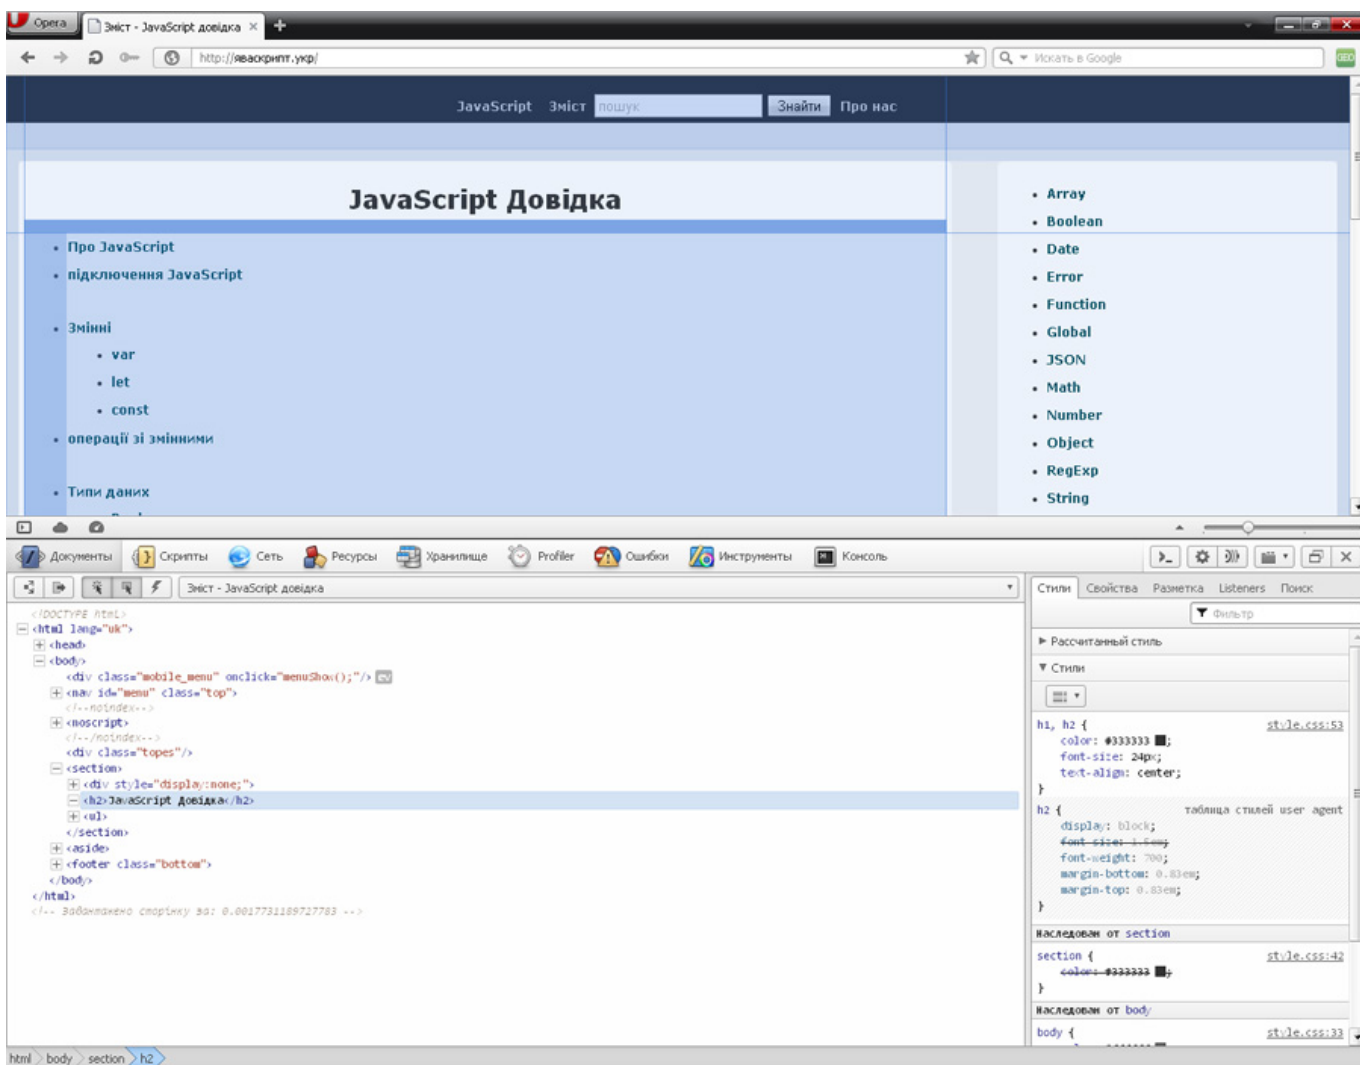 Opera
Зміст - JavaScript довідка
http://яваскрипт.укр/
Искать в Google
GEO
JavaScript Зміст пошук Знайти Про нас
JavaScript Довідка
Про JavaScript
підключення JavaScript
Змінні
var
let
const
операції зі змінними
Типи даних
Array
Boolean
Date
Error
Function
Global
JSON
Math
Number
Object
RegExp
String
Документы Скрипты Сеть Ресурсы Хранилище Profiler Ошибки Инструменты Консоль
Зміст - JavaScript довідка
<!DOCTYPE html>
<html lang="uk">
<head>
<body>
<div class="mobile_menu" onclick="menuShow();"/> ev
<nav id="menu" class="top">
<!--noindex-->
<noscript>
<!--/noindex-->
<div class="topes"/>
<section>
<div style="display:none;">
<h2>JavaScript Довідка</h2>
<ul>
</section>
<aside>
<footer class="bottom">
</body>
</html>
<!-- Завантажено сторінку за: 0.0017731189727783 -->
Стили Свойства Разметка Listeners Поиск
Фильтр
Рассчитанный стиль
Стили
h1, h2 { style.css:53
color: #333333;
font-size: 24px;
text-align: center;
}
h2 { таблица стилей user agent
display: block;
font-size: 1.5em;
font-weight: 700;
margin-bottom: 0.83em;
margin-top: 0.83em;
}
Наследован от section
section { style.css:42
color: #333333;
}
Наследован от body
body { style.css:33
html body section h2